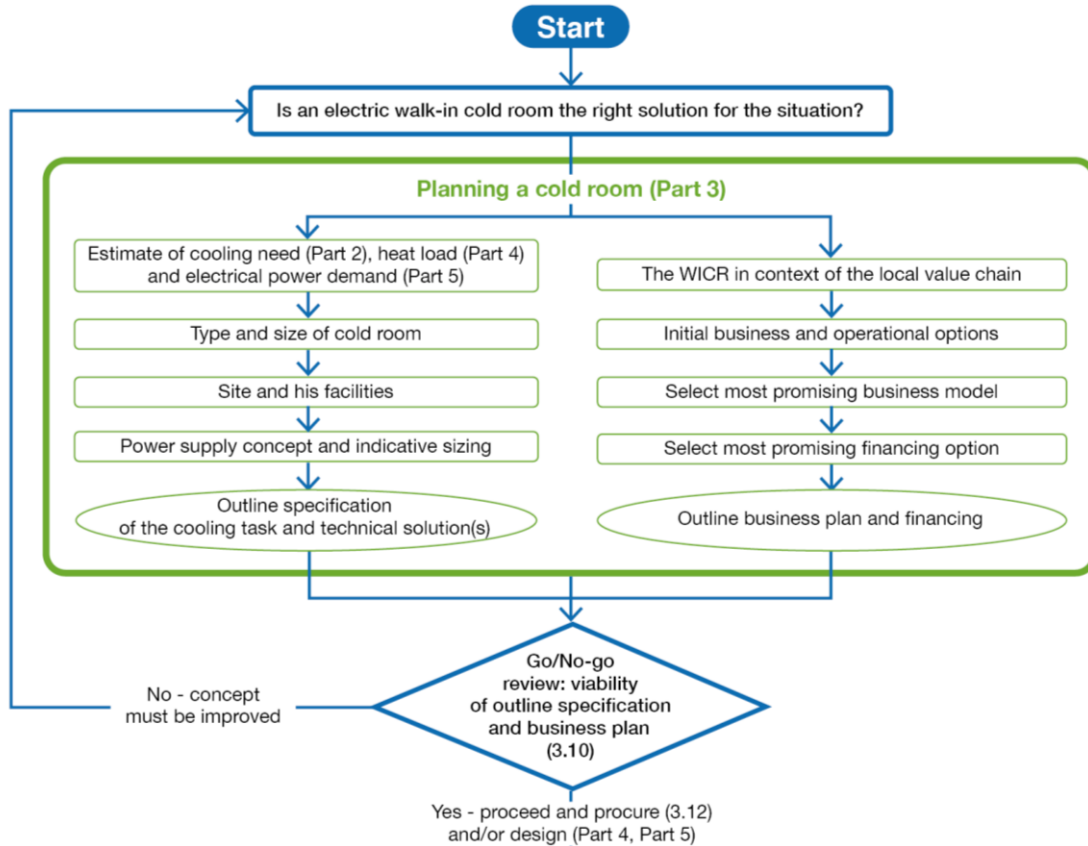 Start
Is an electric walk-in cold room the right solution for the situation?
Planning a cold room (Part 3)
Estimate of cooling need (Part 2), heat load (Part 4)
and electrical power demand (Part 5)
Type and size of cold room
Site and his facilities
Power supply concept and indicative sizing
Outline specification
of the cooling task and technical solution(s)
The WICR in context of the local value chain
Initial business and operational options
Select most promising business model
Select most promising financing option
Outline business plan and financing
Go/No-go
review: viability
of outline specification
and business plan
(3.10)
No - concept
must be improved
Yes - proceed and procure (3.12)
and/or design (Part 4, Part 5)